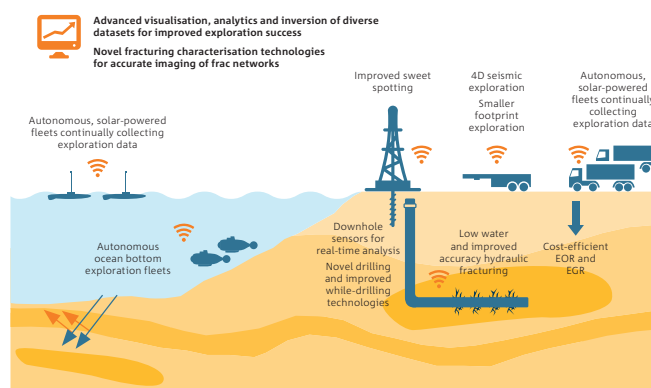 Advanced visualisation, analytics and inversion of diverse
datasets for improved exploration success
Novel fracturing characterisation technologies
for accurate imaging of frac networks
Improved sweet
spotting
4D seismic
exploration
Smaller
footprint
exploration
Autonomous,
solar-powered
fleets continually
collecting
exploration data
Autonomous, solar-powered
fleets continually collecting
exploration data
Autonomous
ocean bottom
exploration fleets
Downhole
sensors for
real-time analysis
Novel drilling
and improved
while-drilling
technologies
Low water
and improved
accuracy hydraulic
fracturing
Cost-efficient
EOR and
EGR